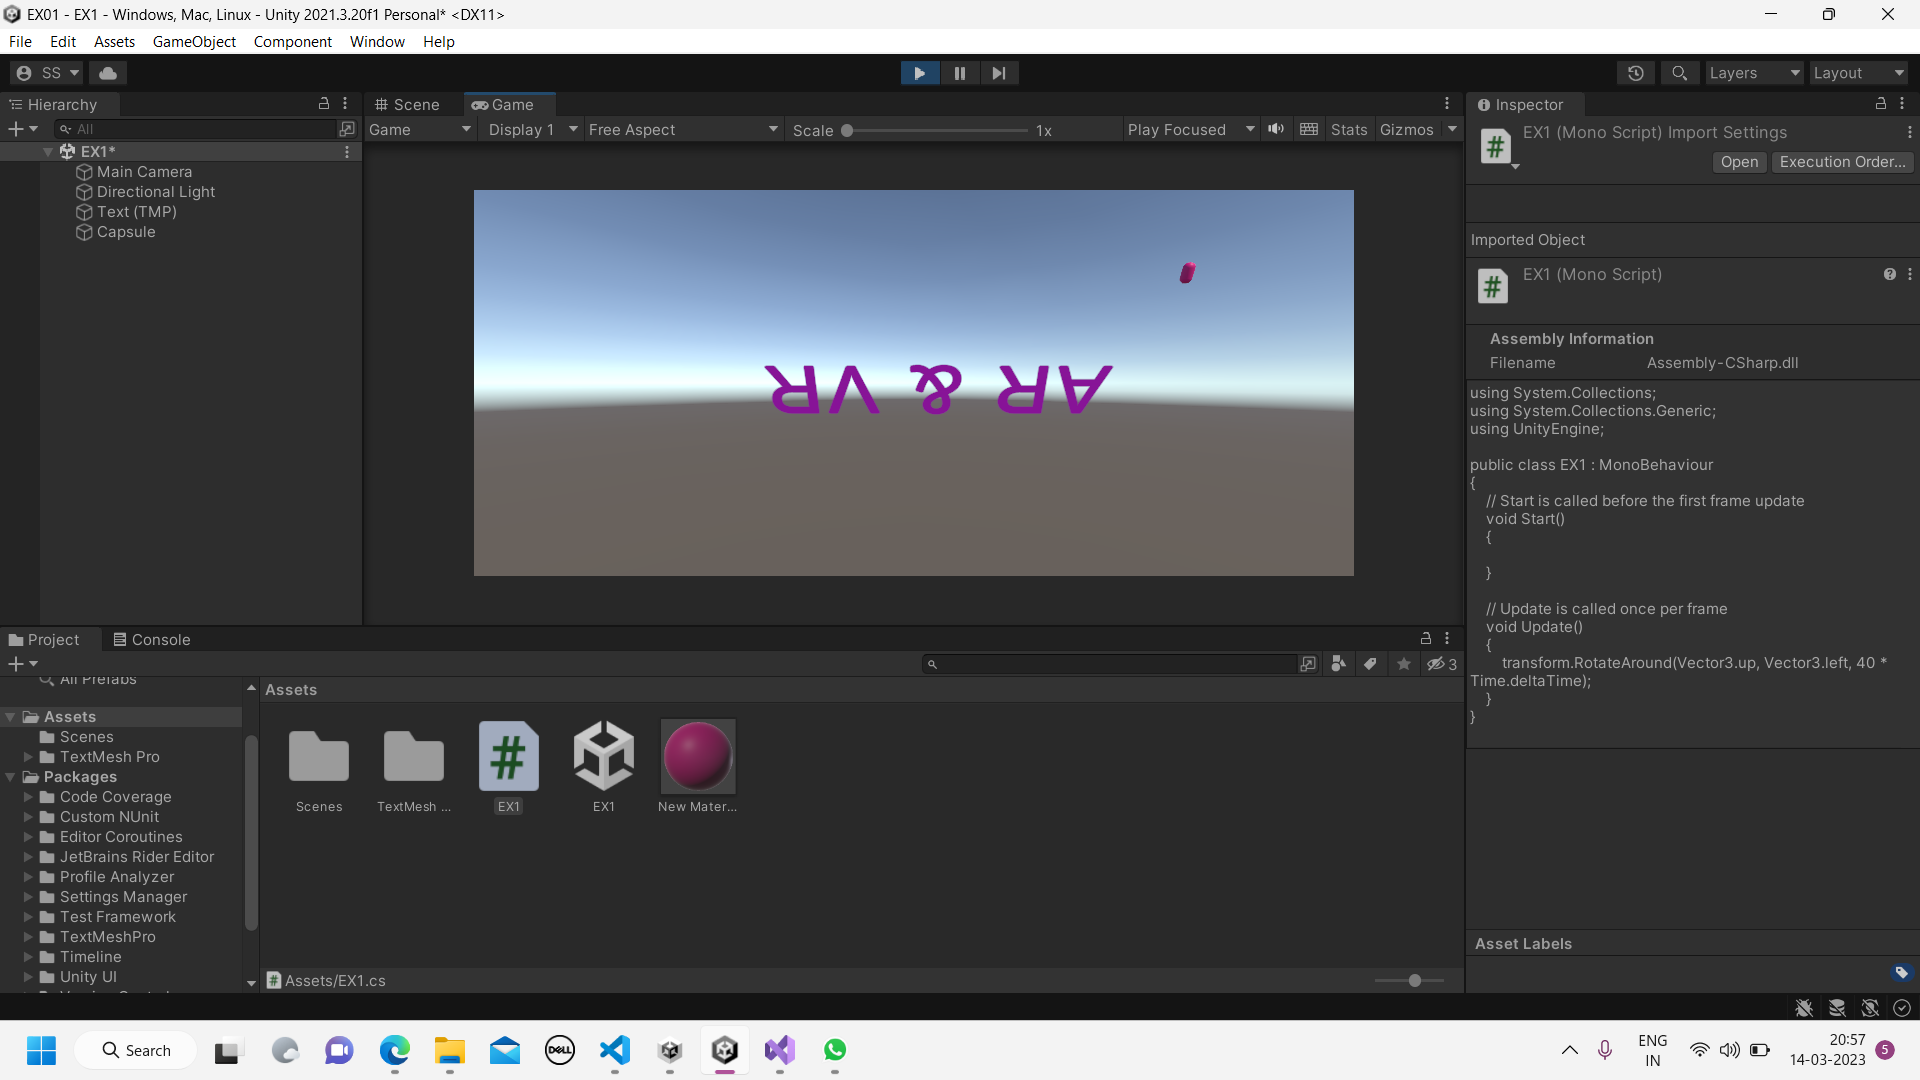 EX01 - EX1 - Windows, Mac, Linux - Unity 2021.3.20f1 Personal* <DX11>
File Edit Assets GameObject Component Window Help
SS Layers Layout
Hierarchy
All
EX1*
Main Camera
Directional Light
Text (TMP)
Capsule
Scene Game
Game Display 1 Free Aspect Scale 1x Play Focused Stats Gizmos
AR & VR
Inspector
EX1 (Mono Script) Import Settings
Open Execution Order...
Imported Object
EX1 (Mono Script)
Assembly Information
Filename Assembly-CSharp.dll
using System.Collections;
using System.Collections.Generic;
using UnityEngine;
public class EX1 : MonoBehaviour
{
// Start is called before the first frame update
void Start()
{
}
// Update is called once per frame
void Update()
{
transform.RotateAround(Vector3.up, Vector3.left, 40 *
Time.deltaTime);
}
}
Asset Labels
Project Console
3
All Prefabs
Assets
Scenes
TextMesh Pro
Packages
Code Coverage
Custom NUnit
Editor Coroutines
JetBrains Rider Editor
Profile Analyzer
Settings Manager
Test Framework
TextMeshPro
Timeline
Unity UI
Assets
Scenes TextMesh ... EX1 EX1 New Mater...
Assets/EX1.cs
Search
DELL
ENG
IN
20:57
14-03-2023
5